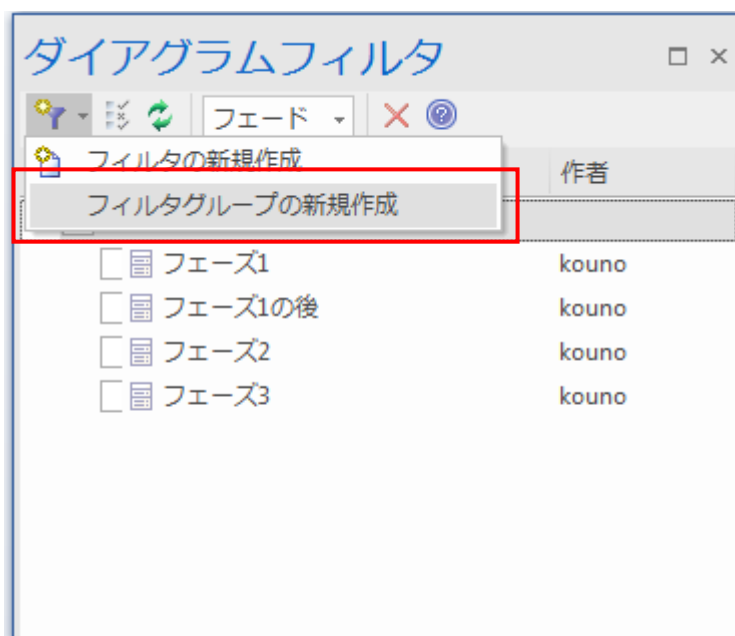 ダイアグラムフィルタ
フェード
フィルタの新規作成
作者
フィルタグループの新規作成
フェーズ1 kouno
フェーズ1の後 kouno
フェーズ2 kouno
フェーズ3 kouno